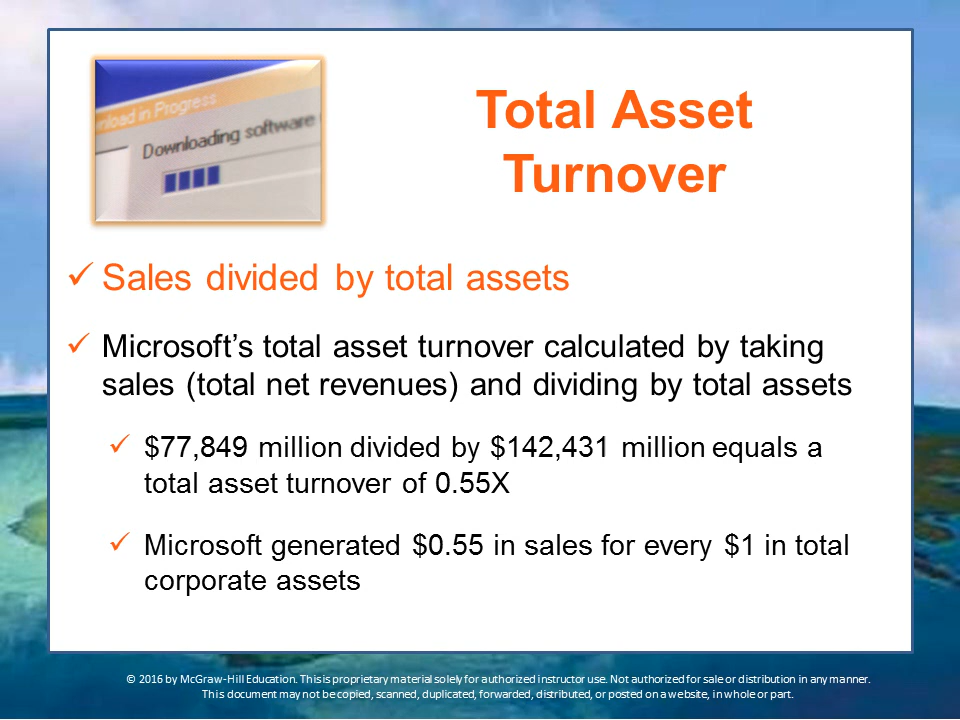 nload in Progress
Downloading software
Total Asset
Turnover
✓ Sales divided by total assets
✓ Microsoft’s total asset turnover calculated by taking
sales (total net revenues) and dividing by total assets
✓ $77,849 million divided by $142,431 million equals a
total asset turnover of 0.55X
✓ Microsoft generated $0.55 in sales for every $1 in total
corporate assets
© 2016 by McGraw-Hill Education. This is proprietary material solely for authorized instructor use. Not authorized for sale or distribution in any manner.
This document may not be copied, scanned, duplicated, forwarded, distributed, or posted on a website, in whole or part.